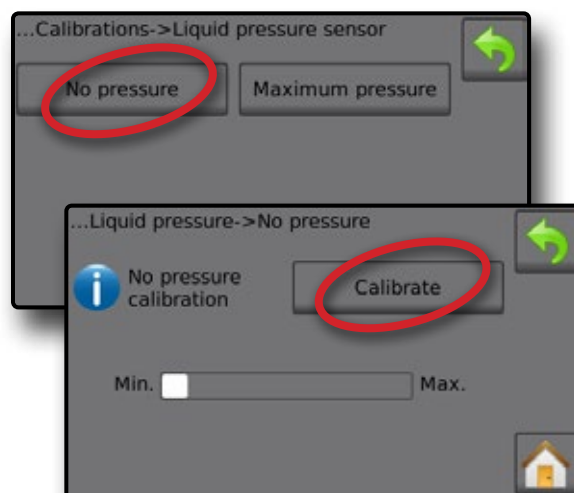 ...Calibrations->Liquid pressure sensor
No pressure
Maximum pressure
...Liquid pressure->No pressure
No pressure
calibration
Calibrate
Min.
Max.